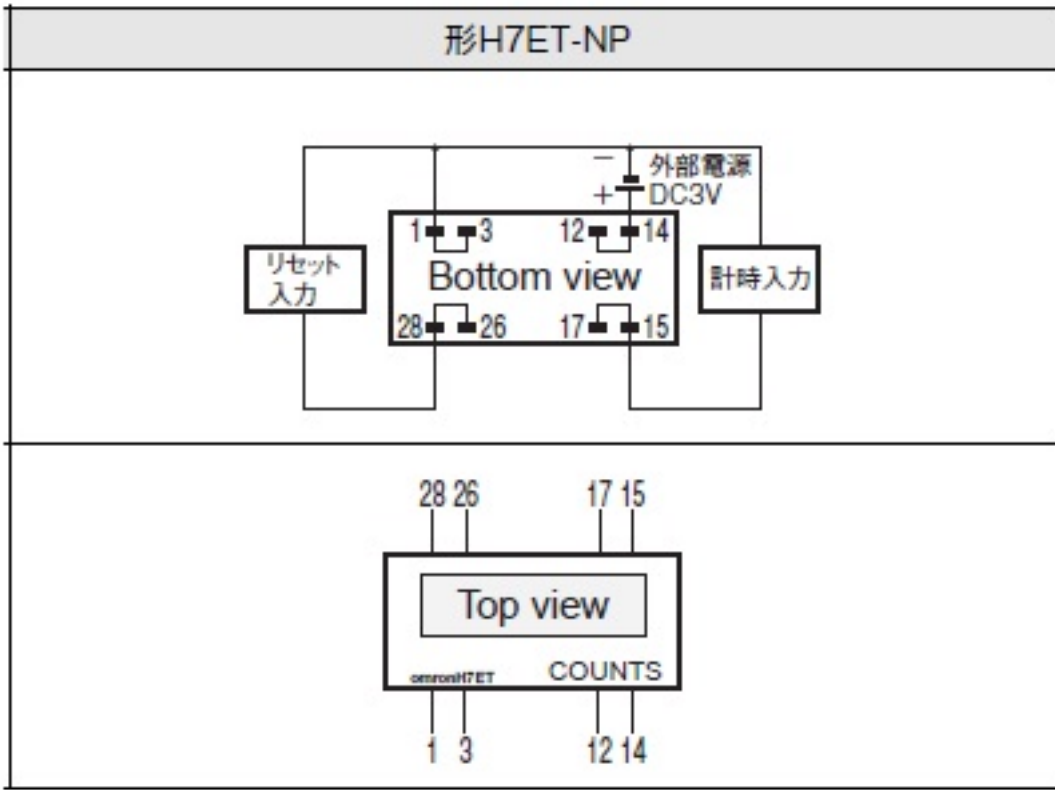 形H7ET-NP
－ 外部電源
＋ DC3V
1 3 12 14
リセット
入力
Bottom view
計時入力
28 26 17 15
28 26 17 15
Top view
omronH7ET COUNTS
1 3 12 14